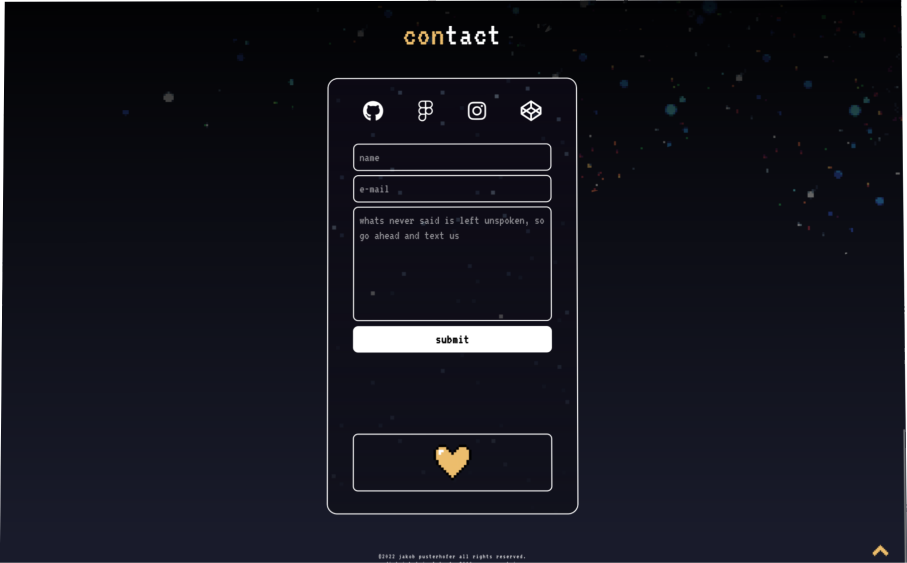 contact
name
e-mail
whats never said is left unspoken, so
go ahead and text us
submit
©2022 jakob pusterhofer all rights reserved.